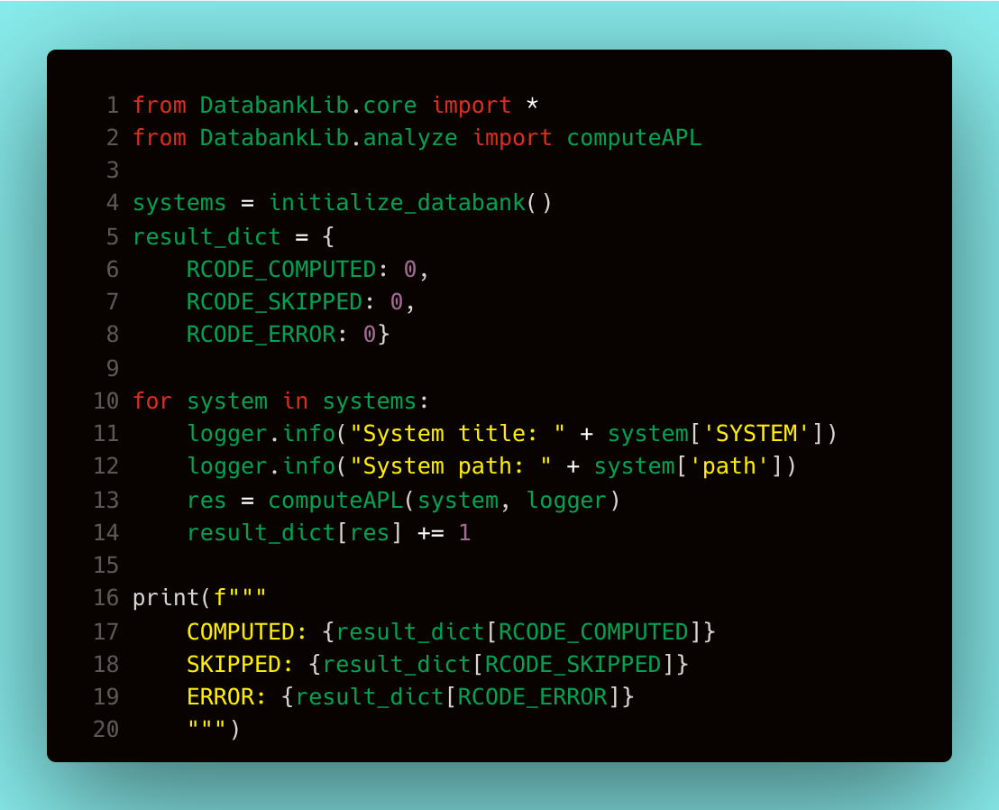 1 from DatabankLib.core import *
2 from DatabankLib.analyze import computeAPL
3
4 systems = initialize_databank()
5 result_dict = {
6     RCODE_COMPUTED: 0,
7     RCODE_SKIPPED: 0,
8     RCODE_ERROR: 0}
9
10 for system in systems:
11     logger.info("System title: " + system['SYSTEM'])
12     logger.info("System path: " + system['path'])
13     res = computeAPL(system, logger)
14     result_dict[res] += 1
15
16 print(f"""
17     COMPUTED: {result_dict[RCODE_COMPUTED]}
18     SKIPPED: {result_dict[RCODE_SKIPPED]}
19     ERROR: {result_dict[RCODE_ERROR]}
20     """)